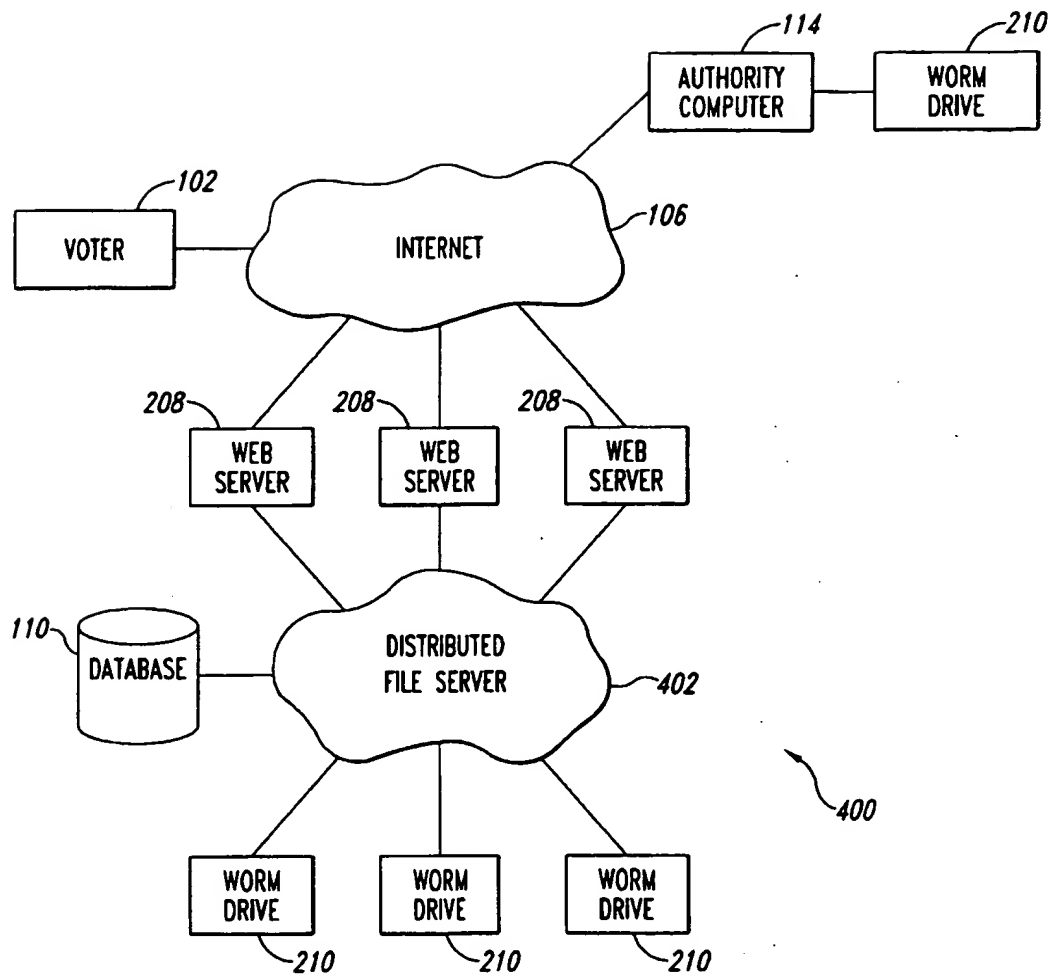 114
210
AUTHORITY
COMPUTER
WORM
DRIVE
102
106
VOTER
INTERNET
208
208
208
WEB
SERVER
WEB
SERVER
WEB
SERVER
110
DATABASE
DISTRIBUTED
FILE SERVER
402
400
WORM
DRIVE
WORM
DRIVE
WORM
DRIVE
210
210
210